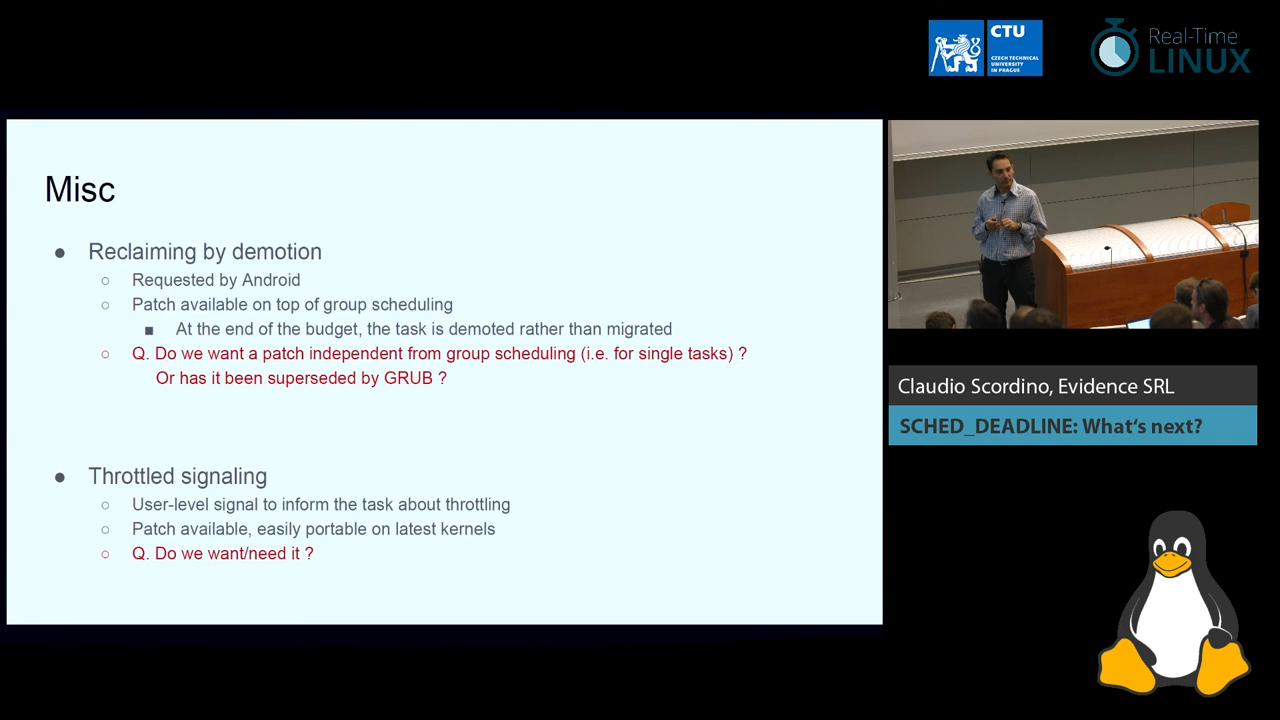 CTU
CZECH TECHNICAL
UNIVERSITY
IN PRAGUE
Real-Time
LINUX
Misc
● Reclaiming by demotion
○ Requested by Android
○ Patch available on top of group scheduling
■ At the end of the budget, the task is demoted rather than migrated
○ Q. Do we want a patch independent from group scheduling (i.e. for single tasks) ?
Or has it been superseded by GRUB ?
● Throttled signaling
○ User-level signal to inform the task about throttling
○ Patch available, easily portable on latest kernels
○ Q. Do we want/need it ?
Claudio Scordino, Evidence SRL
SCHED_DEADLINE: What's next?